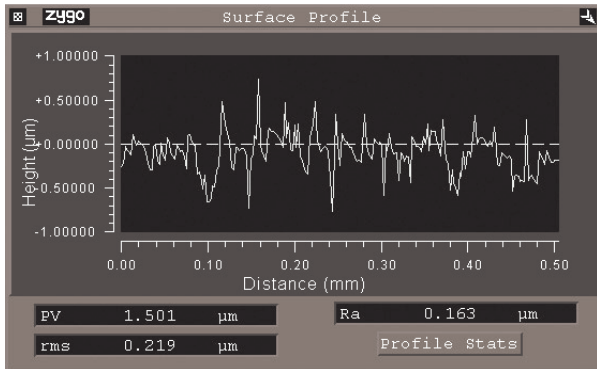 zygo Surface Profile
+1.00000
+0.50000
+0.00000
-0.50000
-1.00000
Height (µm)
0.00 0.10 0.20 0.30 0.40 0.50
Distance (mm)
PV 1.501 µm
Ra 0.163 µm
rms 0.219 µm
Profile Stats